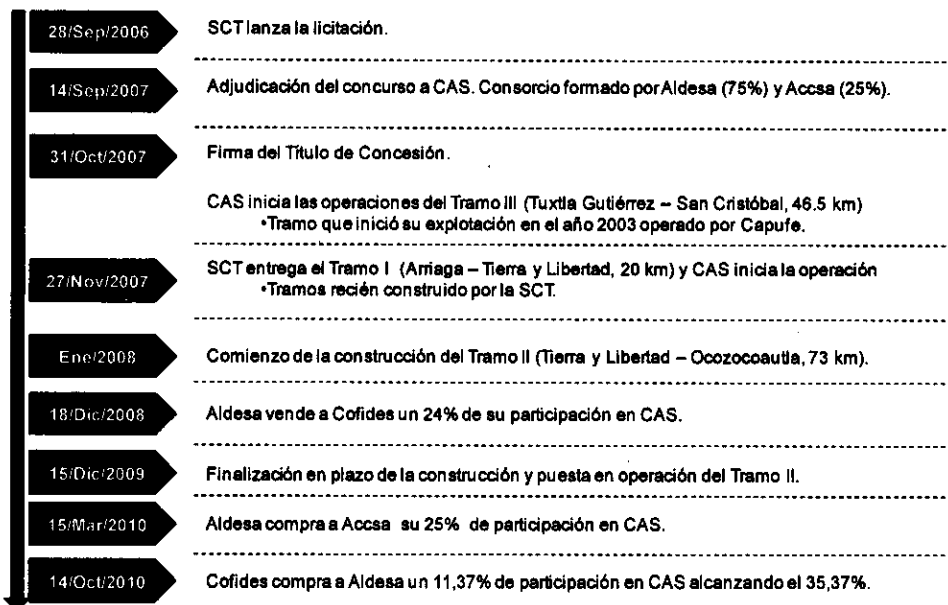 28/Sep/2006
SCT lanza la licitación.
14/Sep/2007
Adjudicación del concurso a CAS. Consorcio formado por Aldesa (75%) y Accsa (25%).
31/Oct/2007
Firma del Título de Concesión.
CAS inicia las operaciones del Tramo III (Tuxtla Gutiérrez – San Cristóbal, 46.5 km)
•Tramo que inició su explotación en el año 2003 operado por Capufe.
27/Nov/2007
SCT entrega el Tramo I (Arriaga – Tierra y Libertad, 20 km) y CAS inicia la operación
•Tramos recién construido por la SCT.
Ene/2008
Comienzo de la construcción del Tramo II (Tierra y Libertad – Ocozocoautla, 73 km).
18/Dic/2008
Aldesa vende a Cofides un 24% de su participación en CAS.
15/Dic/2009
Finalización en plazo de la construcción y puesta en operación del Tramo II.
15/Mar/2010
Aldesa compra a Accsa su 25% de participación en CAS.
14/Oct/2010
Cofides compra a Aldesa un 11,37% de participación en CAS alcanzando el 35,37%.